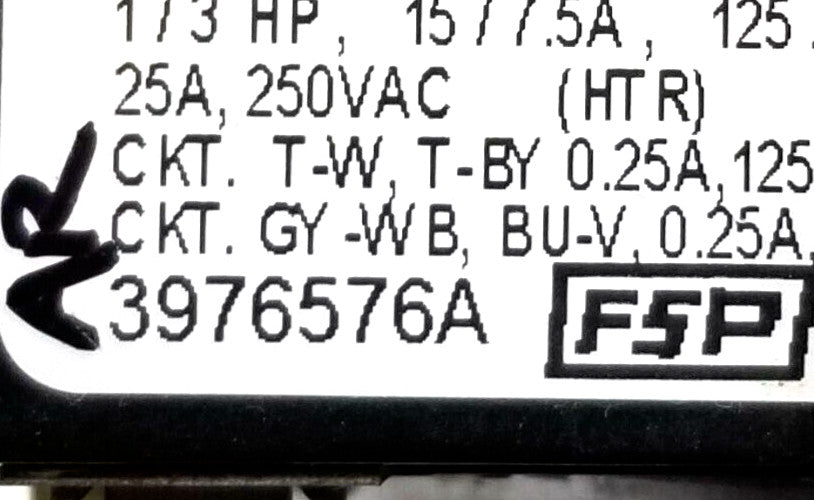 1/3 HP, 15/7.5A, 125
25A, 250VAC (HTR)
CKT. T-W, T-BY 0.25A, 125
CKT. GY-WB, BU-V, 0.25A,
3976576A
FSP
AR